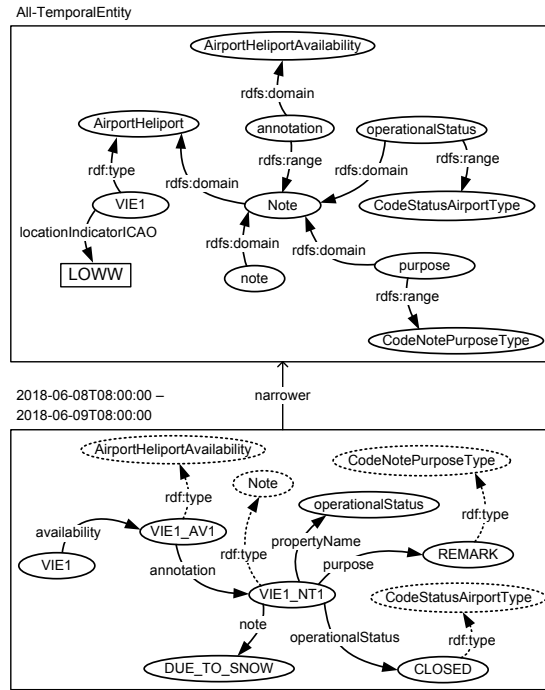 All-TemporalEntity
AirportHeliportAvailability
rdfs:domain
AirportHeliport
annotation
operationalStatus
rdf:type
rdfs:domain
rdfs:range
rdfs:domain
rdfs:range
VIE1
Note
CodeStatusAirportType
locationIndicatorICAO
rdfs:domain
rdfs:domain
LOWW
note
purpose
rdfs:range
CodeNotePurposeType
2018-06-08T08:00:00 –
2018-06-09T08:00:00
narrower
AirportHeliportAvailability
CodeNotePurposeType
Note
rdf:type
operationalStatus
rdf:type
availability
VIE1_AV1
rdf:type
propertyName
REMARK
VIE1
annotation
purpose
VIE1_NT1
CodeStatusAirportType
note
operationalStatus
rdf:type
DUE_TO_SNOW
CLOSED